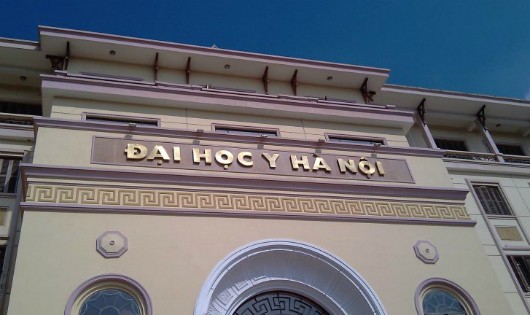 ĐẠI HỌC Y HÀ NỘI